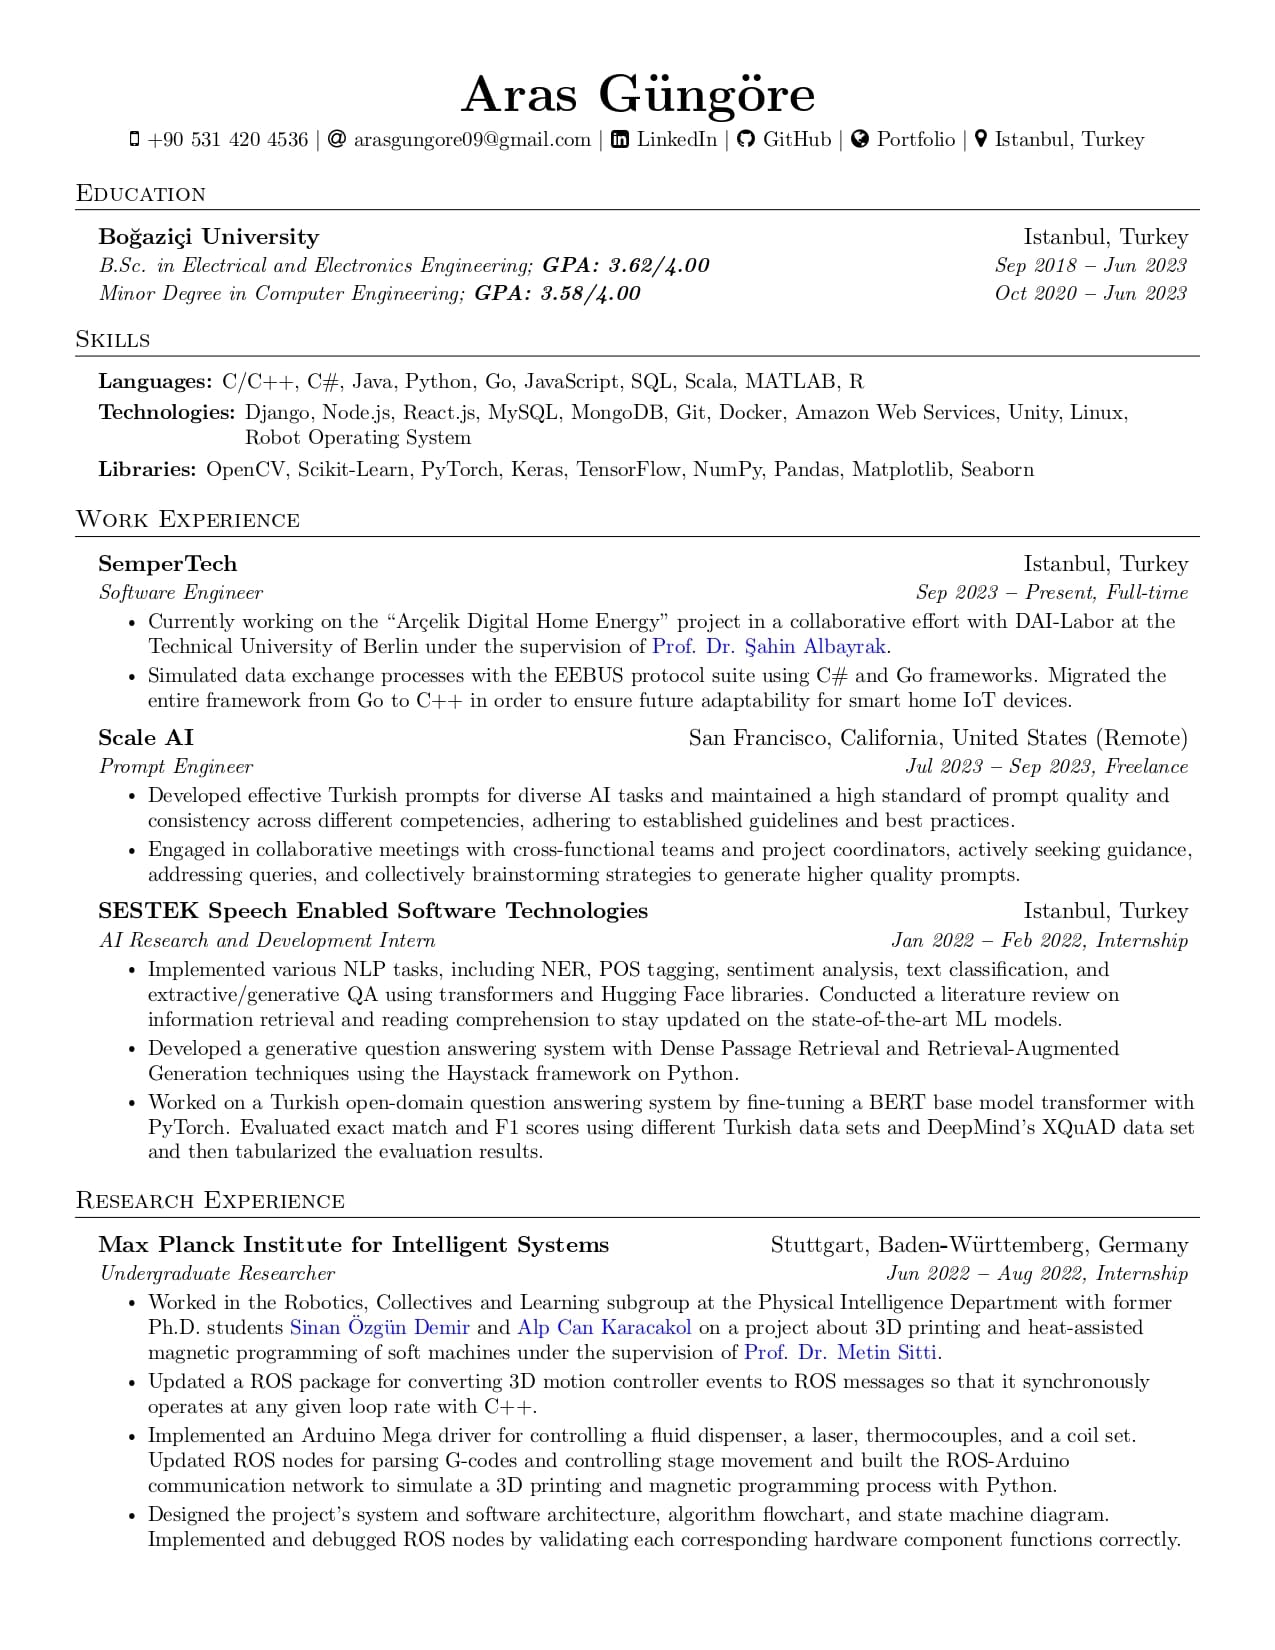 Aras Güngöre
+90 531 420 4536 | arasgungore09@gmail.com | LinkedIn | GitHub | Portfolio | Istanbul, Turkey
Education
Boğaziçi University Istanbul, Turkey
B.Sc. in Electrical and Electronics Engineering; GPA: 3.62/4.00 Sep 2018 – Jun 2023
Minor Degree in Computer Engineering; GPA: 3.58/4.00 Oct 2020 – Jun 2023
Skills
Languages: C/C++, C#, Java, Python, Go, JavaScript, SQL, Scala, MATLAB, R
Technologies: Django, Node.js, React.js, MySQL, MongoDB, Git, Docker, Amazon Web Services, Unity, Linux,
Robot Operating System
Libraries: OpenCV, Scikit-Learn, PyTorch, Keras, TensorFlow, NumPy, Pandas, Matplotlib, Seaborn
Work Experience
SemperTech Istanbul, Turkey
Software Engineer Sep 2023 – Present, Full-time
• Currently working on the “Arçelik Digital Home Energy” project in a collaborative effort with DAI-Labor at the
Technical University of Berlin under the supervision of Prof. Dr. Şahin Albayrak.
• Simulated data exchange processes with the EEBUS protocol suite using C# and Go frameworks. Migrated the
entire framework from Go to C++ in order to ensure future adaptability for smart home IoT devices.
Scale AI San Francisco, California, United States (Remote)
Prompt Engineer Jul 2023 – Sep 2023, Freelance
• Developed effective Turkish prompts for diverse AI tasks and maintained a high standard of prompt quality and
consistency across different competencies, adhering to established guidelines and best practices.
• Engaged in collaborative meetings with cross-functional teams and project coordinators, actively seeking guidance,
addressing queries, and collectively brainstorming strategies to generate higher quality prompts.
SESTEK Speech Enabled Software Technologies Istanbul, Turkey
AI Research and Development Intern Jan 2022 – Feb 2022, Internship
• Implemented various NLP tasks, including NER, POS tagging, sentiment analysis, text classification, and
extractive/generative QA using transformers and Hugging Face libraries. Conducted a literature review on
information retrieval and reading comprehension to stay updated on the state-of-the-art ML models.
• Developed a generative question answering system with Dense Passage Retrieval and Retrieval-Augmented
Generation techniques using the Haystack framework on Python.
• Worked on a Turkish open-domain question answering system by fine-tuning a BERT base model transformer with
PyTorch. Evaluated exact match and F1 scores using different Turkish data sets and DeepMind’s XQuAD data set
and then tabularized the evaluation results.
Research Experience
Max Planck Institute for Intelligent Systems Stuttgart, Baden-Württemberg, Germany
Undergraduate Researcher Jun 2022 – Aug 2022, Internship
• Worked in the Robotics, Collectives and Learning subgroup at the Physical Intelligence Department with former
Ph.D. students Sinan Özgün Demir and Alp Can Karacakol on a project about 3D printing and heat-assisted
magnetic programming of soft machines under the supervision of Prof. Dr. Metin Sitti.
• Updated a ROS package for converting 3D motion controller events to ROS messages so that it synchronously
operates at any given loop rate with C++.
• Implemented an Arduino Mega driver for controlling a fluid dispenser, a laser, thermocouples, and a coil set.
Updated ROS nodes for parsing G-codes and controlling stage movement and built the ROS-Arduino
communication network to simulate a 3D printing and magnetic programming process with Python.
• Designed the project’s system and software architecture, algorithm flowchart, and state machine diagram.
Implemented and debugged ROS nodes by validating each corresponding hardware component functions correctly.